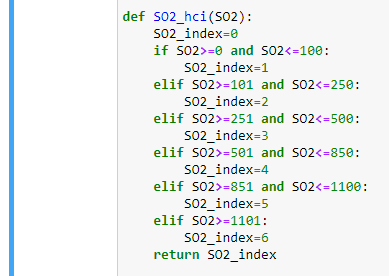 def SO2_hci(SO2):
    SO2_index=0
    if SO2>=0 and SO2<=100:
        SO2_index=1
    elif SO2>=101 and SO2<=250:
        SO2_index=2
    elif SO2>=251 and SO2<=500:
        SO2_index=3
    elif SO2>=501 and SO2<=850:
        SO2_index=4
    elif SO2>=851 and SO2<=1100:
        SO2_index=5
    elif SO2>=1101:
        SO2_index=6
    return SO2_index